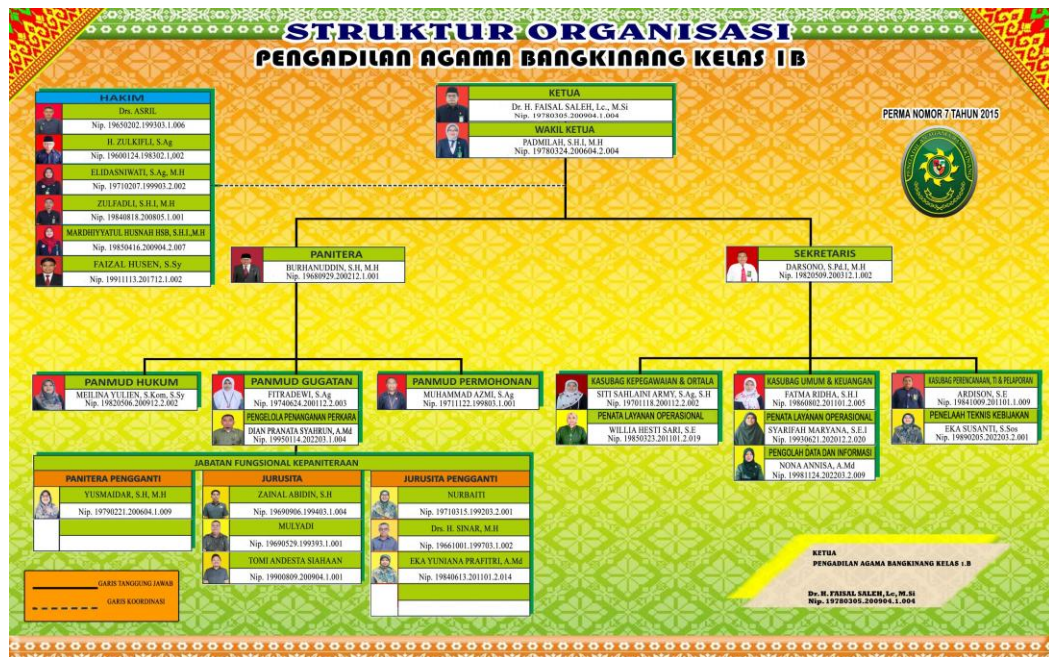 STRUKTUR ORGANISASI
PENGADILAN AGAMA BANGKINANG KELAS 1B
HAKIM
Drs. ASRIL
Nip. 19650202.199303.1.006
H. ZULKIFLI, S.Ag
Nip. 19600124.198302.1,002
ELIDASNIWATI, S.Ag, M.H
Nip. 19710207.199903.2.002
ZULFADLI, S.H.I, M.H
Nip. 19840818.200805.1.001
MARDHIYYATUL HUSNAH HSB, S.H.I.,M.H
Nip. 19850416.200904.2.007
FAIZAL HUSEN, S.Sy
Nip. 19911113.201712.1.002
KETUA
Dr. H. FAISAL SALEH, Lc., M.Si
Nip. 19780305.200904.1.004
WAKIL KETUA
PADMILAH, S.H.I, M.H
Nip. 19780324.200604.2.004
PERMA NOMOR 7 TAHUN 2015
PANITERA
BURHANUDDIN, S.H, M.H
Nip. 19680929.200212.1.001
SEKRETARIS
DARSONO, S.Pd.I, M.H
Nip. 19820509.200312.1.002
PANMUD HUKUM
MEILINA YULIEN, S.Kom, S.Sy
Nip. 19820506.200912.2.002
PANMUD GUGATAN
FITRADEWI, S.Ag
Nip. 19740624.200112.2.003
PENGELOLA PENANGANAN PERKARA
DIAN PRANATA SYAHRUN, A.Md
Nip. 19950114.202203.1.004
PANMUD PERMOHONAN
MUHAMMAD AZMI, S.Ag
Nip. 19711122.199803.1.001
KASUBAG KEPEGAWAIAN & ORTALA
SITI SAHLAINI ARMY, S.Ag, S.H
Nip. 19701118.200112.2.002
PENATA LAYANAN OPERASIONAL
WILLIA HESTI SARI, S.E
Nip. 19850323.201101.2.019
KASUBAG UMUM & KEUANGAN
FATMA RIDHA, S.H.I
Nip. 19860802.201101.2.005
PENATA LAYANAN OPERASIONAL
SYARIFAH MARYANA, S.E.I
Nip. 19930621.202012.2.020
PENGOLAH DATA DAN INFORMASI
NONA ANNISA, A.Md
Nip. 19981124.202203.2.009
KASUBAG PERENCANAAN, TI & PELAPORAN
ARDISON, S.E
Nip. 19841009.201101.1.009
PENELAAH TEKNIS KEBIJAKAN
EKA SUSANTI, S.Sos
Nip. 19890205.202203.2.001
JABATAN FUNGSIONAL KEPANITERAAN
PANITERA PENGGANTI
YUSMAIDAR, S.H, M.H
Nip. 19790221.200604.1.009
JURUSITA
ZAINAL ABIDIN, S.H
Nip. 19690906.199403.1.004
MULYADI
Nip. 19690529.199393.1.001
TOMI ANDESTA SIAHAAN
Nip. 19900809.200904.1.001
JURUSITA PENGGANTI
NURBAITI
Nip. 19710315.199203.2.001
Drs. H. SINAR, M.H
Nip. 19661001.199703.1.002
EKA YUNIANA PRAFITRI, A.Md
Nip. 19840613.201101.2.014
GARIS TANGGUNG JAWAB
GARIS KOORDINASI
KETUA
PENGADILAN AGAMA BANGKINANG KELAS 1.B
Dr. H. FAISAL SALEH, Lc, M.Si
Nip. 19780305.200904.1.004